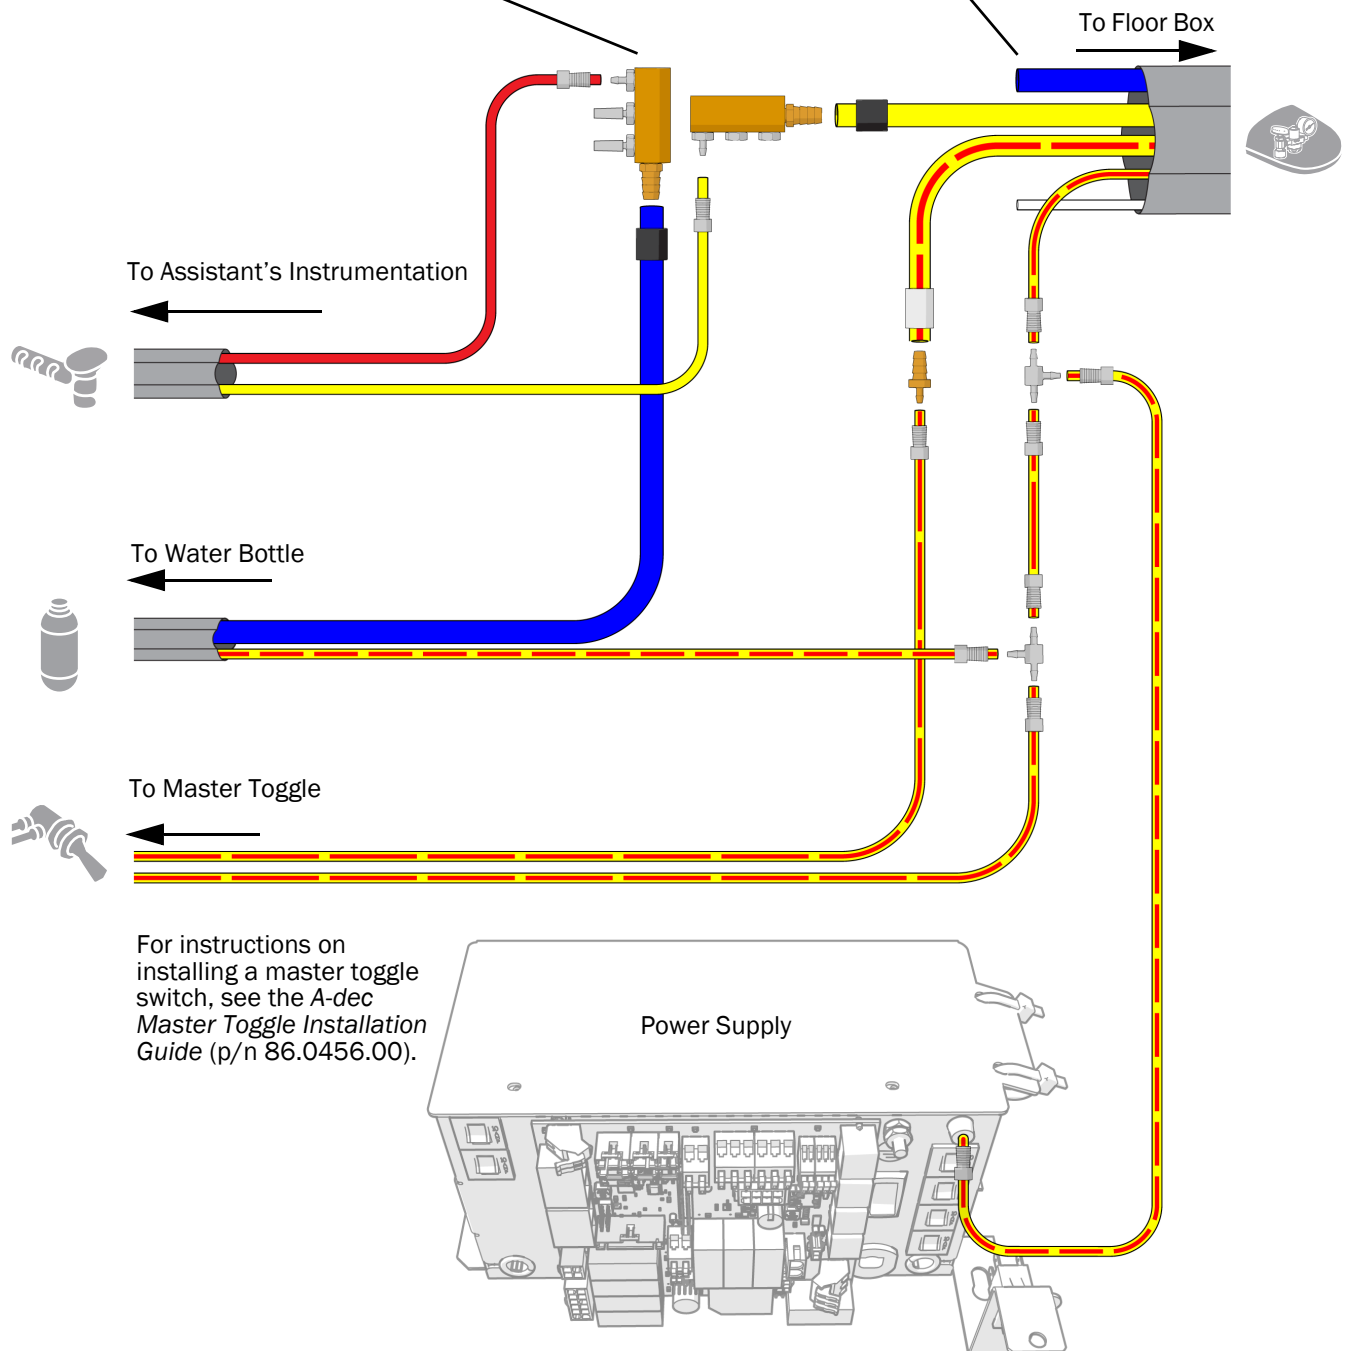 To Floor Box
To Assistant’s Instrumentation
To Water Bottle
To Master Toggle
For instructions on
installing a master toggle
switch, see the A-dec
Master Toggle Installation
Guide (p/n 86.0456.00).
Power Supply